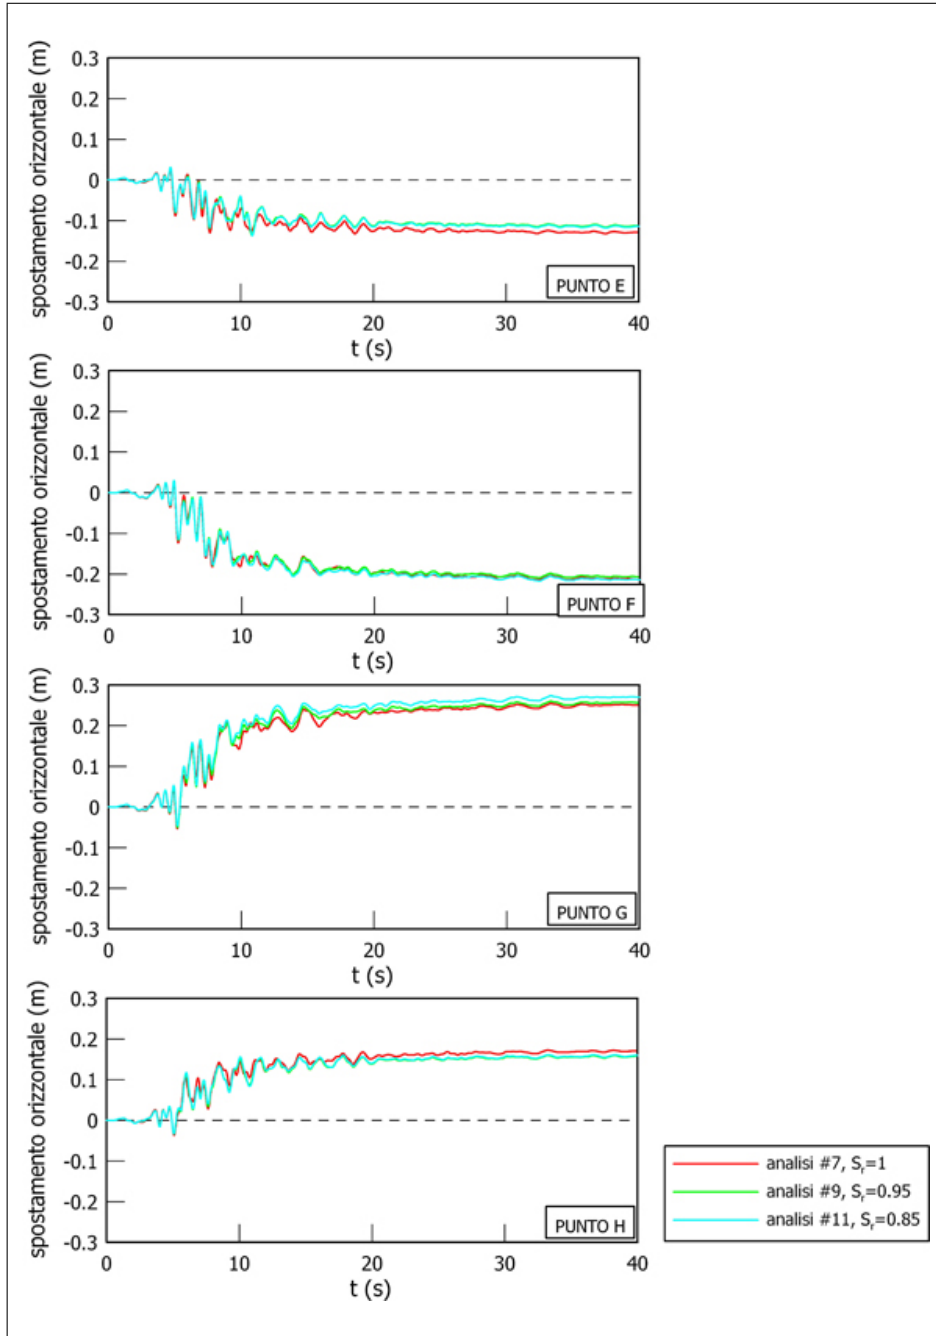 spostamento orizzontale (m)
0.3
0.2
0.1
0
-0.1
-0.2
-0.3
PUNTO E
0 10 20 30 40
t (s)
spostamento orizzontale (m)
0.3
0.2
0.1
0
-0.1
-0.2
-0.3
PUNTO F
0 10 20 30 40
t (s)
spostamento orizzontale (m)
0.3
0.2
0.1
0
-0.1
-0.2
-0.3
PUNTO G
0 10 20 30 40
t (s)
spostamento orizzontale (m)
0.3
0.2
0.1
0
-0.1
-0.2
-0.3
PUNTO H
0 10 20 30 40
t (s)
analisi #7, Sr=1
analisi #9, Sr=0.95
analisi #11, Sr=0.85